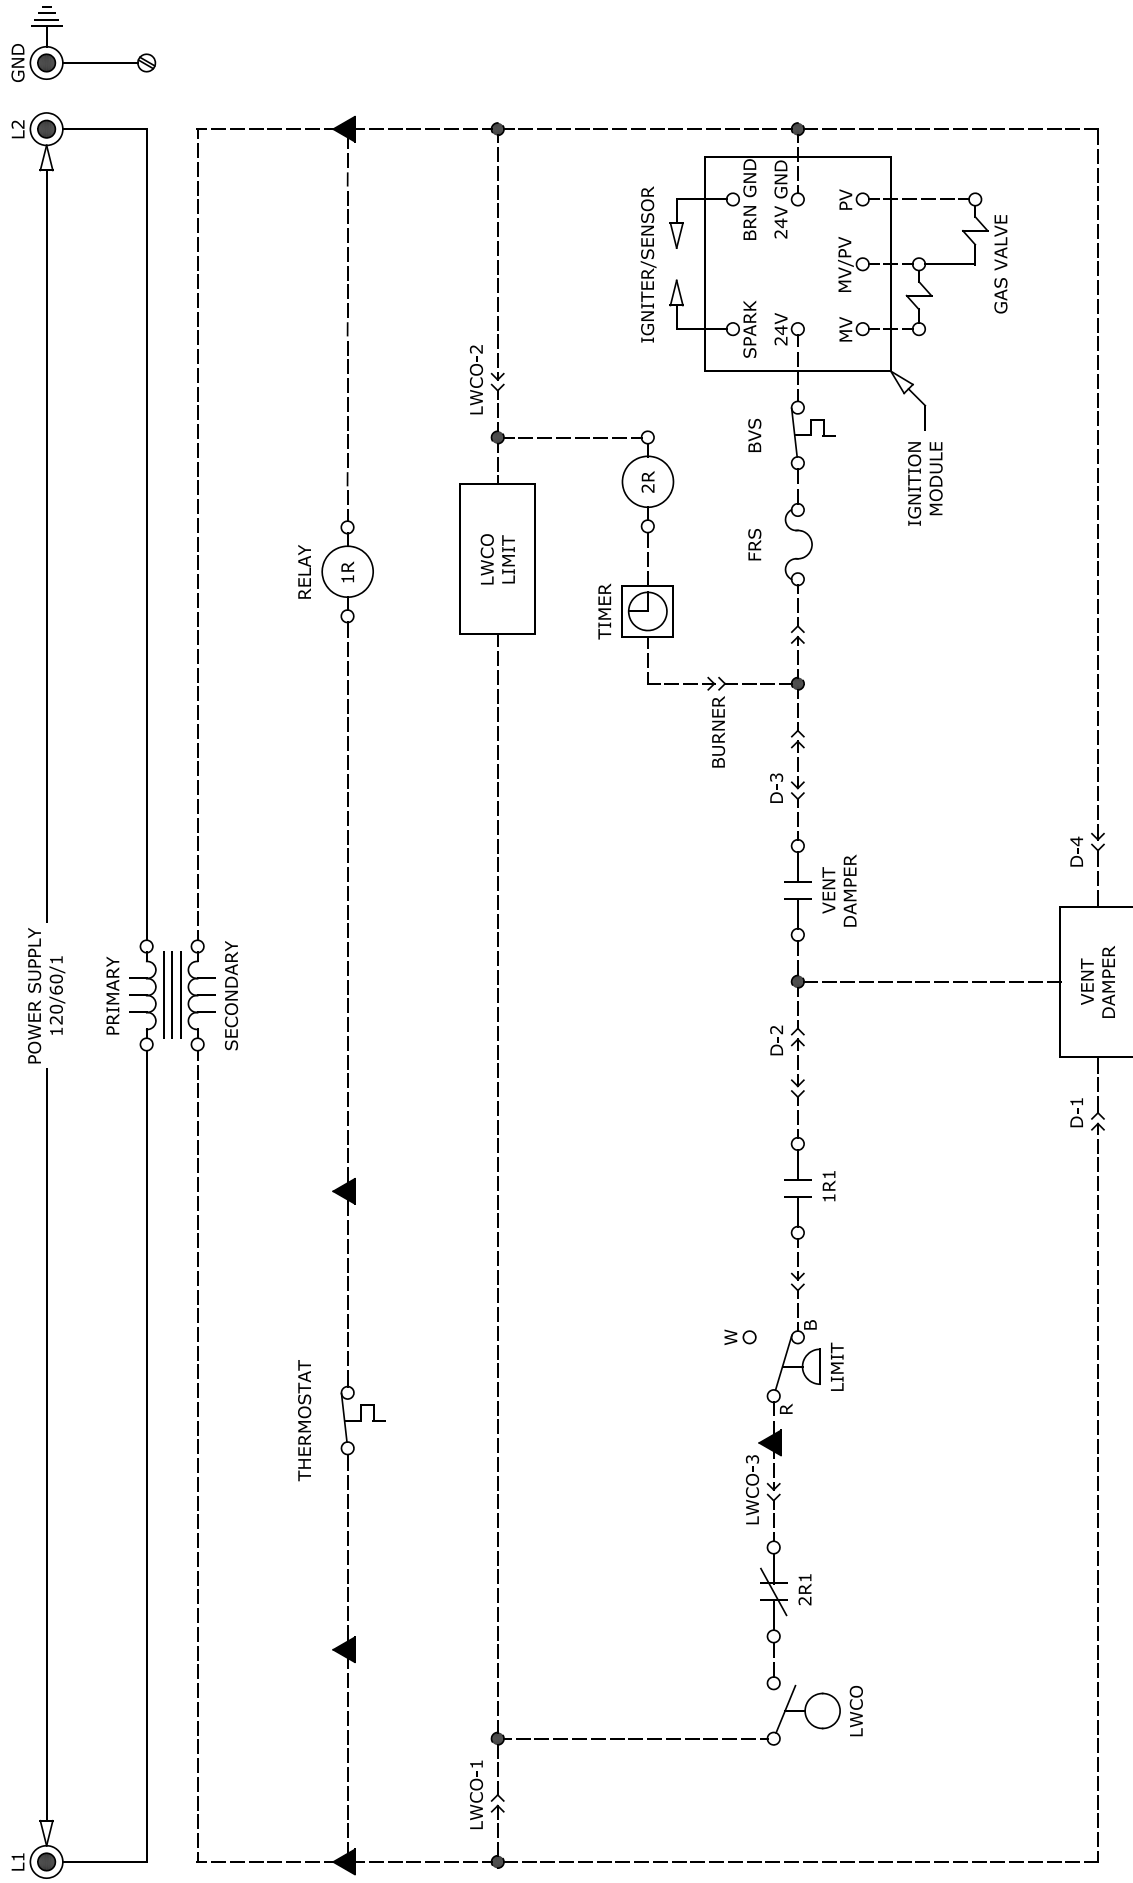 L1
POWER SUPPLY
120/60/1
L2
GND
PRIMARY
SECONDARY
THERMOSTAT
RELAY
1R
LWCO-1
LWCO
LIMIT
LWCO-2
TIMER
2R
BURNER
IGNITER/SENSOR
LWCO
2R1
LWCO-3
R
LIMIT
W
B
1R1
D-2
VENT
DAMPER
D-3
FRS
BVS
SPARK
BRN GND
24V
24V GND
MV
MV/PV
PV
IGNITION
MODULE
GAS VALVE
D-1
VENT
DAMPER
D-4